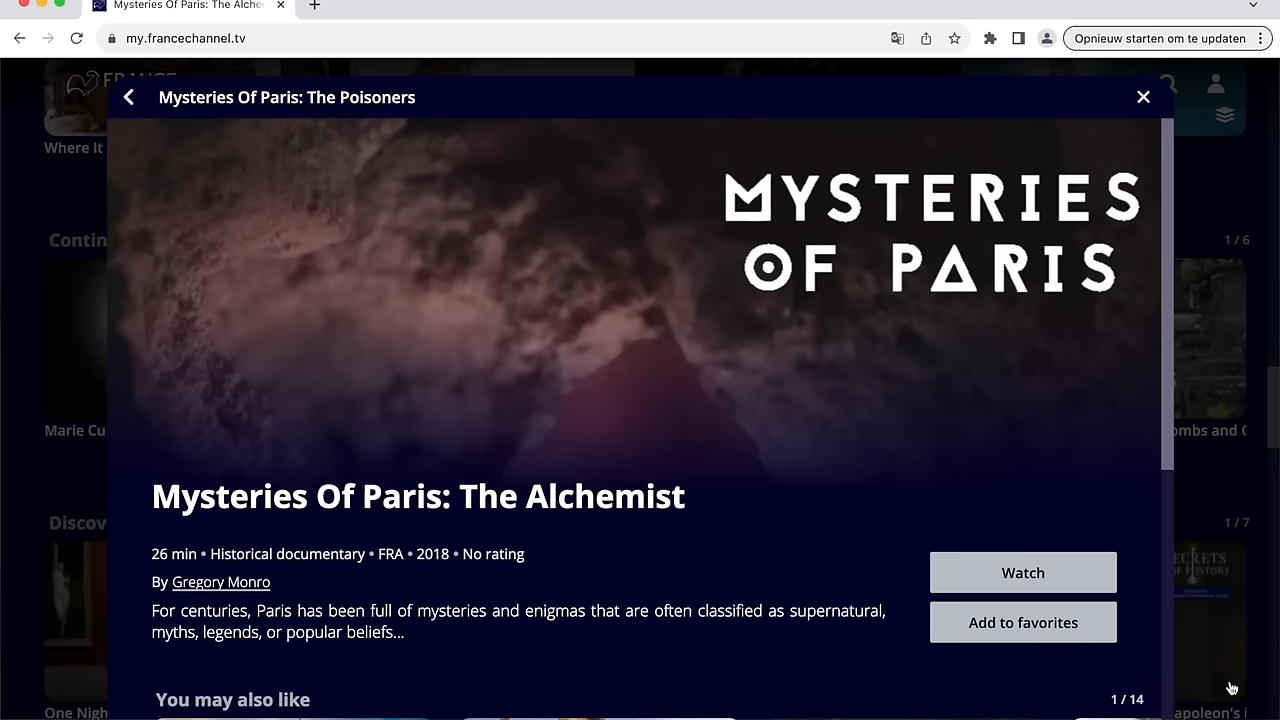 Mysteries Of Paris: The Alche
my.francechannel.tv
Opnieuw starten om te updaten
FRANCE
Mysteries Of Paris: The Poisoners
Where It
MYSTERIES
OF PARIS
Contin
1 / 6
Marie Cu
ombs and
Mysteries Of Paris: The Alchemist
Discov
1 / 7
26 min • Historical documentary • FRA • 2018 • No rating
By Gregory Monro
For centuries, Paris has been full of mysteries and enigmas that are often classified as supernatural,
myths, legends, or popular beliefs...
Watch
Add to favorites
ECRETS
OF HISTORY
You may also like
1 / 14
One Nigh
apoleon's i